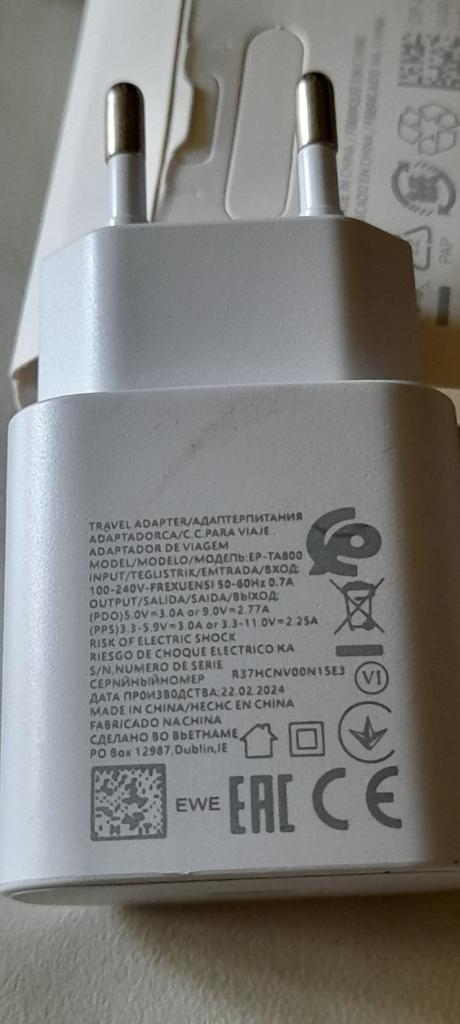 TRAVEL ADAPTER/АДАПТЕРПИТАНИЯ
ADAPTADORCA/C.C.PARA VIAJE
ADAPTADOR DE VIAGEM
MODEL/MODELO/МОДЕЛЬ:EP-TA800
INPUT/TEGLISTRIK/EMTRADA/ВХОД:
100-240V-FREXUENSI 50-60Hz 0.7A
OUTPUT/SALIDA/SAIDA/ВЫХОД:
(PDO)5.0V=3.0A or 9.0V=2.77A
(PPS)3.3-5.9V=3.0A or 3.3-11.0V=2.25A
RISK OF ELECTRIC SHOCK
RIESGO DE CHOQUE ELECTRICO KA
S/N,NUMERO DE SERIE
СЕРNЙНЫЙНОМЕР R37HCNV00N15E3
VI
ДАТА ПРОИЗВОДСТВА:22.02.2024
MADE IN CHINA/HECHC EN CHINA
FABRICADO NACHINA
СДЕЛАНО ВО ВЬЕТНАМЕ
PO Box 12987,Dublin,IE
EWE EAC CE
FABRICADO NA CHINA
PAP